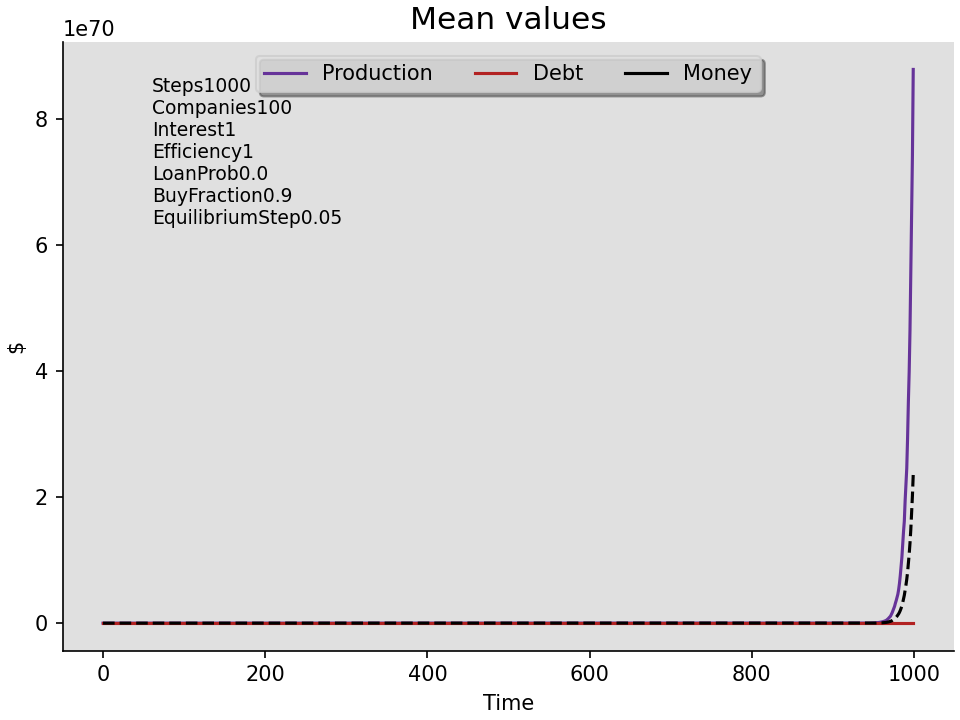 Mean values
1e70
Production Debt Money
Steps1000
Companies100
Interest1
Efficiency1
LoanProb0.0
BuyFraction0.9
EquilibriumStep0.05
8
6
4
2
0
$
0 200 400 600 800 1000
Time